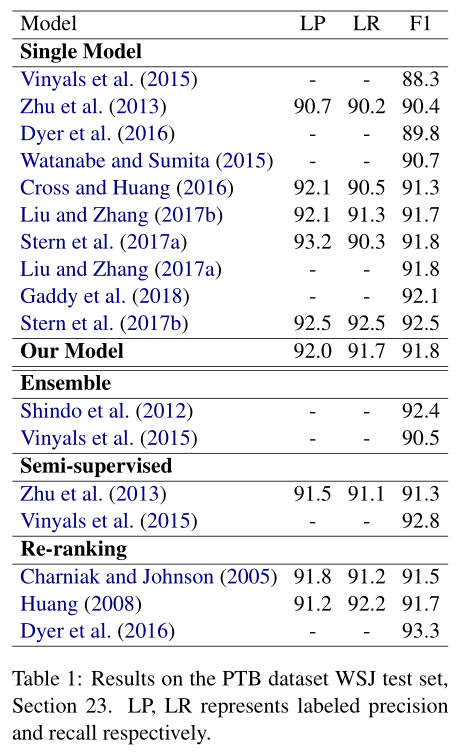 Model LP LR F1
Single Model
Vinyals et al. (2015) - - 88.3
Zhu et al. (2013) 90.7 90.2 90.4
Dyer et al. (2016) - - 89.8
Watanabe and Sumita (2015) - - 90.7
Cross and Huang (2016) 92.1 90.5 91.3
Liu and Zhang (2017b) 92.1 91.3 91.7
Stern et al. (2017a) 93.2 90.3 91.8
Liu and Zhang (2017a) - - 91.8
Gaddy et al. (2018) - - 92.1
Stern et al. (2017b) 92.5 92.5 92.5
Our Model 92.0 91.7 91.8
Ensemble
Shindo et al. (2012) - - 92.4
Vinyals et al. (2015) - - 90.5
Semi-supervised
Zhu et al. (2013) 91.5 91.1 91.3
Vinyals et al. (2015) - - 92.8
Re-ranking
Charniak and Johnson (2005) 91.8 91.2 91.5
Huang (2008) 91.2 92.2 91.7
Dyer et al. (2016) - - 93.3
Table 1: Results on the PTB dataset WSJ test set,
Section 23. LP, LR represents labeled precision
and recall respectively.